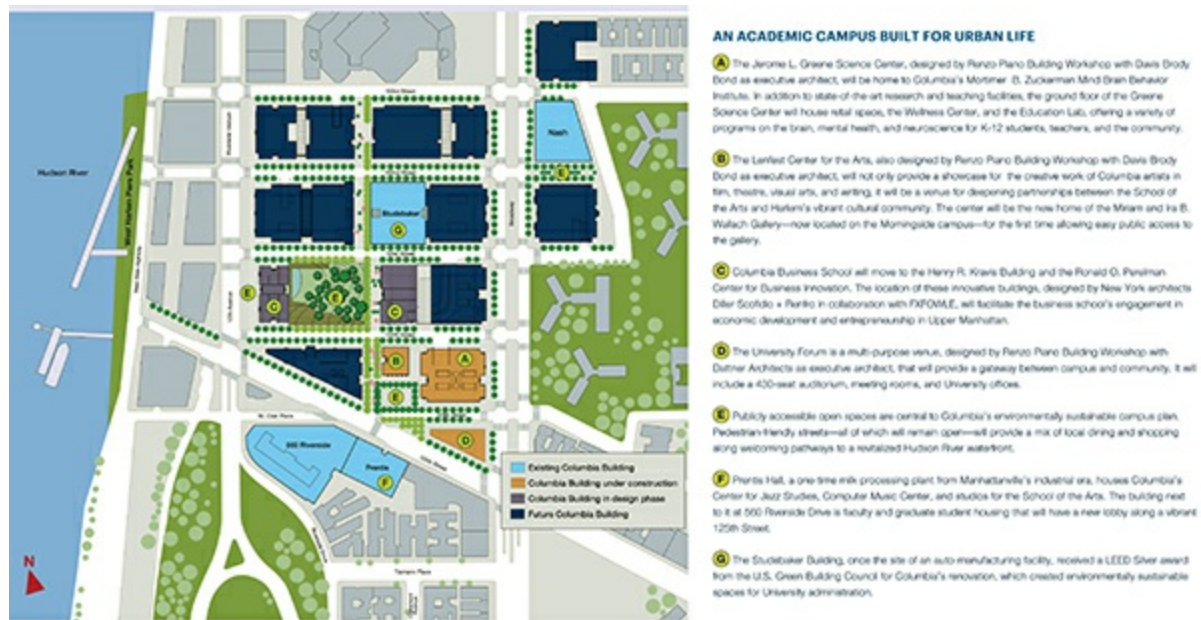 Hudson River
West Harlem Piers Park
Nash
E
Studebaker
G
Broadway
E
E
C
C
B
A
E
D
560 Riverside
Prentis
F
Tiemann Place
N
Existing Columbia Building
Columbia Building under construction
Columbia Building in design phase
Future Columbia Building
AN ACADEMIC CAMPUS BUILT FOR URBAN LIFE
A The Jerome L. Greene Science Center, designed by Renzo Piano Building Workshop with Davis Brody
Bond as executive architect, will be home to Columbia's Mortimer B. Zuckerman Mind Brain Behavior
Institute. In addition to state-of-the-art research and teaching facilities, the ground floor of the Greene
Science Center will house retail space, the Wellness Center, and the Education Lab, offering a variety of
programs on the brain, mental health, and neuroscience for K-12 students, teachers, and the community.
B The Lenfest Center for the Arts, also designed by Renzo Piano Building Workshop with Davis Brody
Bond as executive architect, will not only provide a showcase for the creative work of Columbia artists in
film, theatre, visual arts, and writing, it will be a venue for deepening partnerships between the School of
the Arts and Harlem's vibrant cultural community. The center will be the new home of the Miriam and Ira B.
Wallach Gallery—now located on the Morningside campus—for the first time allowing easy public access to
the gallery.
C Columbia Business School will move to the Henry R. Kravis Building and the Ronald O. Perelman
Center for Business Innovation. The location of these innovative buildings, designed by New York architects
Diller Scofidio + Renfro in collaboration with FXFOWLE, will facilitate the business school's engagement in
economic development and entrepreneurship in Upper Manhattan.
D The University Forum is a multi-purpose venue, designed by Renzo Piano Building Workshop with
Dattner Architects as executive architect, that will provide a gateway between campus and community. It will
include a 430-seat auditorium, meeting rooms, and University offices.
E Publicly accessible open spaces are central to Columbia's environmentally sustainable campus plan.
Pedestrian-friendly streets—all of which will remain open—will provide a mix of local dining and shopping
along welcoming pathways to a revitalized Hudson River waterfront.
F Prentis Hall, a one-time milk processing plant from Manhattanville's industrial era, houses Columbia's
Center for Jazz Studies, Computer Music Center, and studios for the School of the Arts. The building next
to it at 560 Riverside Drive is faculty and graduate student housing that will have a new lobby along a vibrant
125th Street.
G The Studebaker Building, once the site of an auto manufacturing facility, received a LEED Silver award
from the U.S. Green Building Council for Columbia's renovation, which created environmentally sustainable
spaces for University administration.